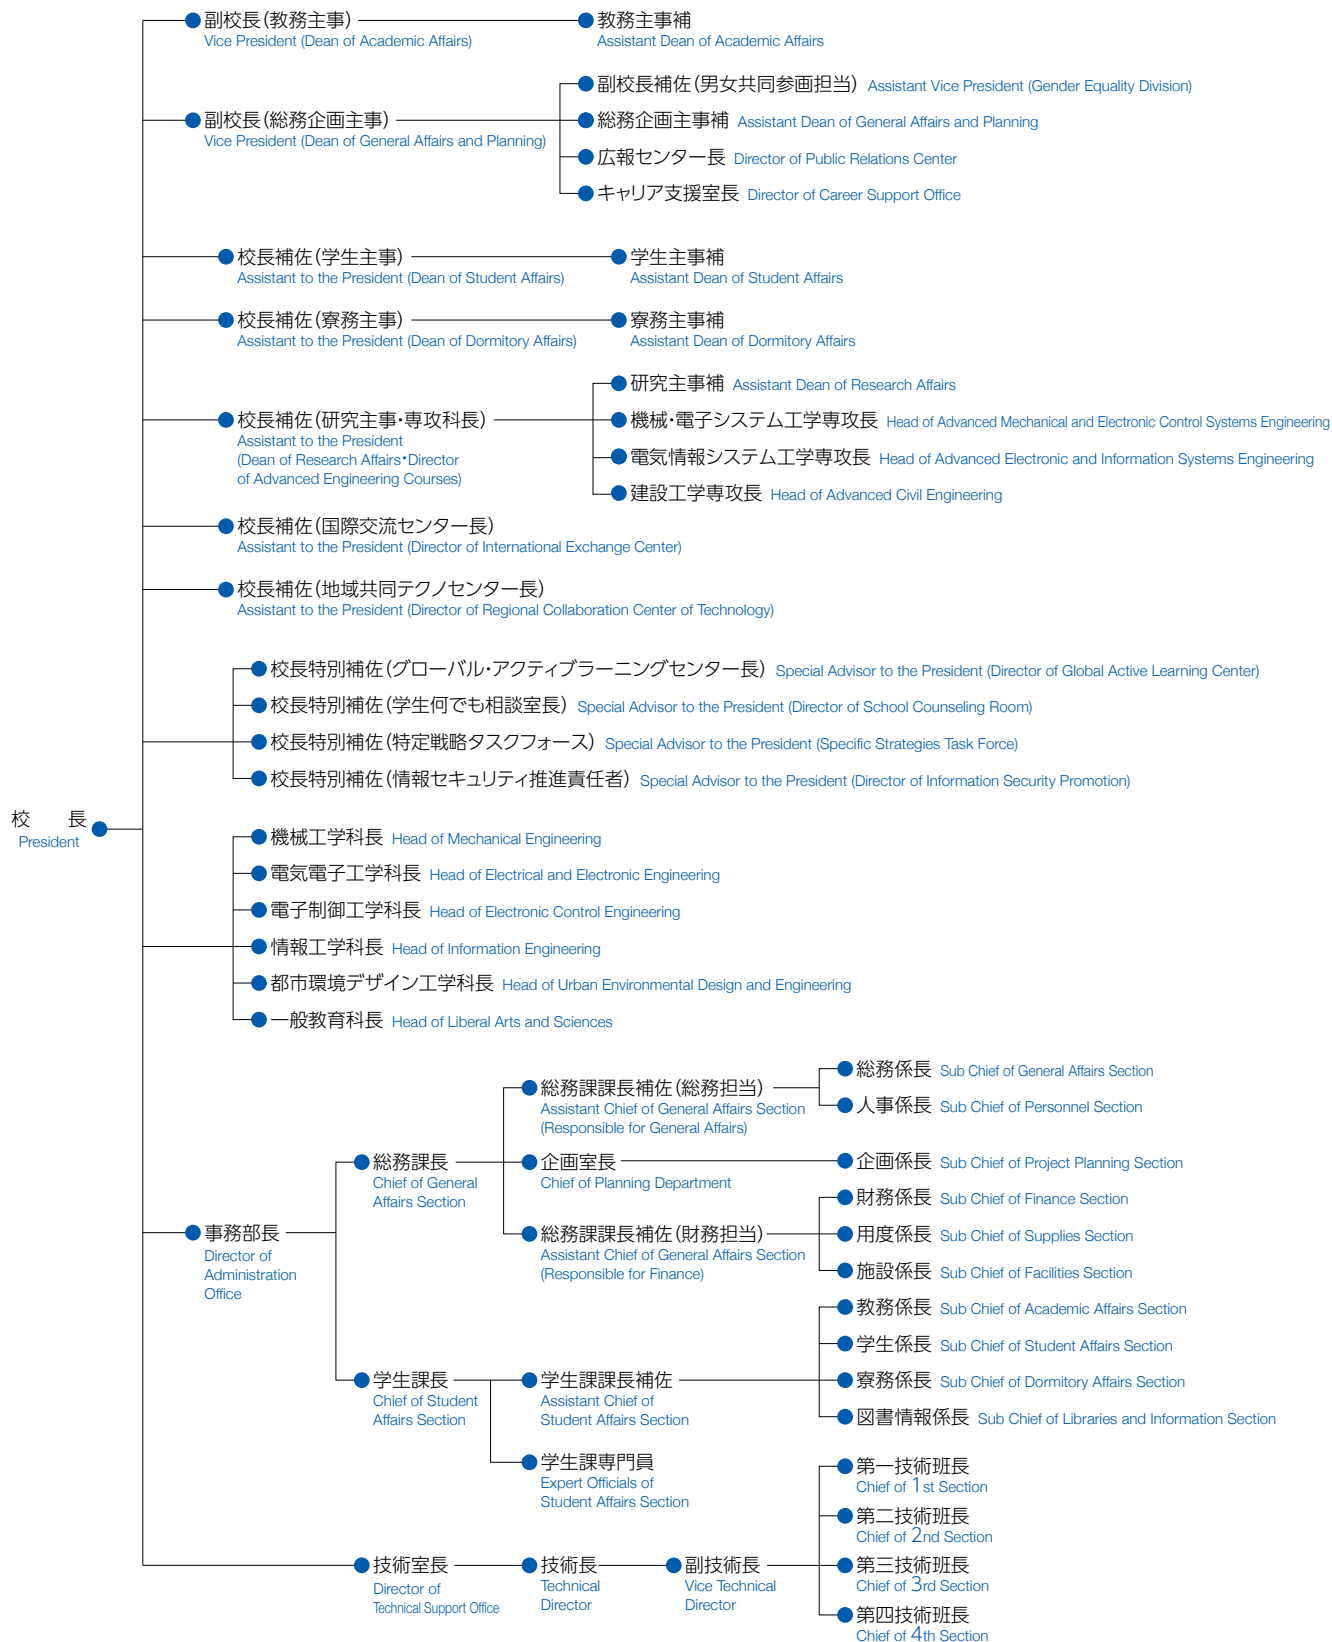 副校長(教務主事)
Vice President (Dean of Academic Affairs)
教務主事補
Assistant Dean of Academic Affairs
副校長(総務企画主事)
Vice President (Dean of General Affairs and Planning)
副校長補佐(男女共同参画担当) Assistant Vice President (Gender Equality Division)
総務企画主事補 Assistant Dean of General Affairs and Planning
広報センター長 Director of Public Relations Center
キャリア支援室長 Director of Career Support Office
校長補佐(学生主事)
Assistant to the President (Dean of Student Affairs)
学生主事補
Assistant Dean of Student Affairs
校長補佐(寮務主事)
Assistant to the President (Dean of Dormitory Affairs)
寮務主事補
Assistant Dean of Dormitory Affairs
校長補佐(研究主事・専攻科長)
Assistant to the President
(Dean of Research Affairs・Director
of Advanced Engineering Courses)
研究主事補 Assistant Dean of Research Affairs
機械・電子システム工学専攻長 Head of Advanced Mechanical and Electronic Control Systems Engineering
電気情報システム工学専攻長 Head of Advanced Electronic and Information Systems Engineering
建設工学専攻長 Head of Advanced Civil Engineering
校長補佐(国際交流センター長)
Assistant to the President (Director of International Exchange Center)
校長補佐(地域共同テクノセンター長)
Assistant to the President (Director of Regional Collaboration Center of Technology)
校長特別補佐(グローバル・アクティブラーニングセンター長) Special Advisor to the President (Director of Global Active Learning Center)
校長特別補佐(学生何でも相談室長) Special Advisor to the President (Director of School Counseling Room)
校長特別補佐(特定戦略タスクフォース) Special Advisor to the President (Specific Strategies Task Force)
校長特別補佐(情報セキュリティ推進責任者) Special Advisor to the President (Director of Information Security Promotion)
校　長
President
機械工学科長 Head of Mechanical Engineering
電気電子工学科長 Head of Electrical and Electronic Engineering
電子制御工学科長 Head of Electronic Control Engineering
情報工学科長 Head of Information Engineering
都市環境デザイン工学科長 Head of Urban Environmental Design and Engineering
一般教育科長 Head of Liberal Arts and Sciences
事務部長
Director of
Administration
Office
総務課長
Chief of General
Affairs Section
総務課課長補佐(総務担当)
Assistant Chief of General Affairs Section
(Responsible for General Affairs)
総務係長 Sub Chief of General Affairs Section
人事係長 Sub Chief of Personnel Section
企画室長
Chief of Planning Department
企画係長 Sub Chief of Project Planning Section
総務課課長補佐(財務担当)
Assistant Chief of General Affairs Section
(Responsible for Finance)
財務係長 Sub Chief of Finance Section
用度係長 Sub Chief of Supplies Section
施設係長 Sub Chief of Facilities Section
学生課長
Chief of Student
Affairs Section
学生課課長補佐
Assistant Chief of
Student Affairs Section
教務係長 Sub Chief of Academic Affairs Section
学生係長 Sub Chief of Student Affairs Section
寮務係長 Sub Chief of Dormitory Affairs Section
図書情報係長 Sub Chief of Libraries and Information Section
学生課専門員
Expert Officials of
Student Affairs Section
技術室長
Director of
Technical Support Office
技術長
Technical
Director
副技術長
Vice Technical
Director
第一技術班長
Chief of 1st Section
第二技術班長
Chief of 2nd Section
第三技術班長
Chief of 3rd Section
第四技術班長
Chief of 4th Section